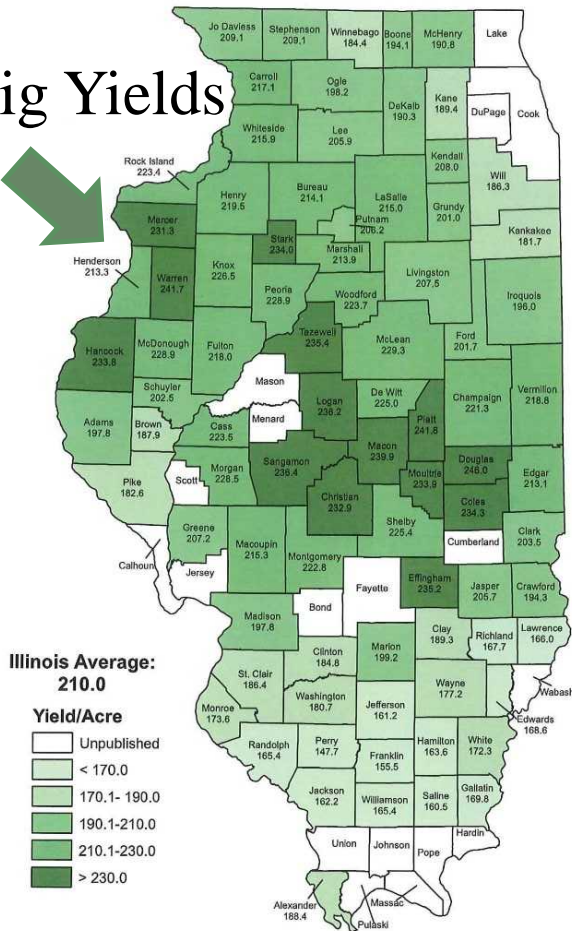 ig Yields
Jo Daviess
209.1
Stephenson
209.1
Winnebago
184.4
Boone
194.1
McHenry
190.8
Lake
Carroll
217.1
Ogle
198.2
DeKalb
190.3
Kane
189.4
DuPage
Cook
Whiteside
215.9
Lee
205.9
Kendall
208.0
Will
186.3
Rock Island
223.4
Henry
219.5
Bureau
214.1
LaSalle
215.0
Grundy
201.0
Putnam
206.2
Kankakee
181.7
Mercer
231.3
Stark
234.0
Marshall
213.9
Henderson
213.3
Warren
241.7
Knox
226.5
Peoria
228.9
Woodford
223.7
Livingston
207.5
Iroquois
196.0
Hancock
233.8
McDonough
228.9
Fulton
218.0
Tazewell
235.4
McLean
229.3
Ford
201.7
Schuyler
202.5
Mason
Logan
236.2
De Witt
225.0
Piatt
241.8
Champaign
221.3
Vermilion
218.8
Adams
197.8
Brown
187.9
Cass
223.5
Menard
Macon
239.9
Pike
182.6
Scott
Morgan
228.5
Sangamon
236.4
Christian
232.9
Moultrie
233.9
Douglas
246.0
Coles
234.3
Edgar
213.1
Shelby
225.4
Greene
207.2
Macoupin
215.3
Montgomery
222.8
Cumberland
Clark
203.5
Calhoun
Jersey
Fayette
Effingham
235.2
Jasper
205.7
Crawford
194.3
Madison
197.8
Bond
Clinton
184.8
Marion
199.2
Clay
189.3
Richland
167.7
Lawrence
166.0
St. Clair
186.4
Washington
180.7
Jefferson
161.2
Wayne
177.2
Wabash
Edwards
168.6
Monroe
173.6
Randolph
165.4
Perry
147.7
Franklin
155.5
Hamilton
163.6
White
172.3
Jackson
162.2
Williamson
165.4
Saline
160.5
Gallatin
169.8
Union
Johnson
Pope
Hardin
Alexander
188.4
Pulaski
Massac
Illinois Average:
210.0
Yield/Acre
Unpublished
< 170.0
170.1- 190.0
190.1-210.0
210.1-230.0
> 230.0